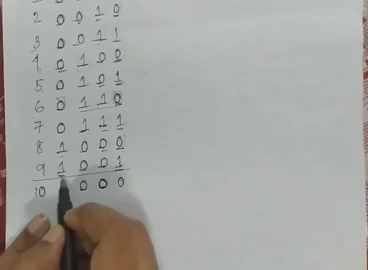 2 0 0 1 0
3 0 0 1 1
4 0 1 0 0
5 0 1 0 1
6 0 1 1 0
7 0 1 1 1
8 1 0 0 0
9 1 0 0 1
10 0 0 0